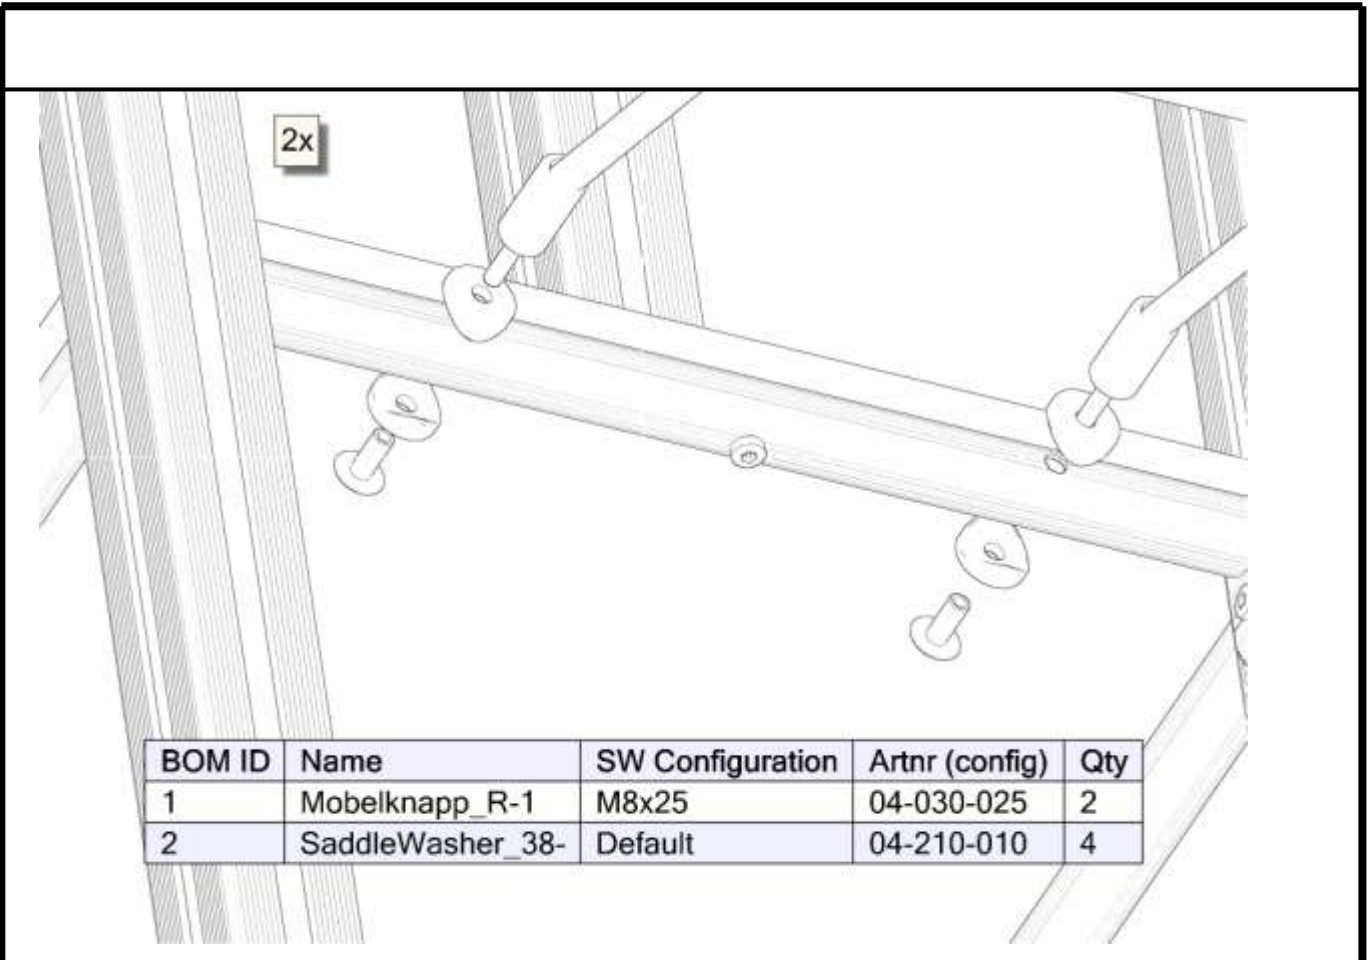 2x
BOM ID Name SW Configuration Artnr (config) Qty
1 Mobelknapp_R-1 M8x25 04-030-025 2
2 SaddleWasher_38- Default 04-210-010 4